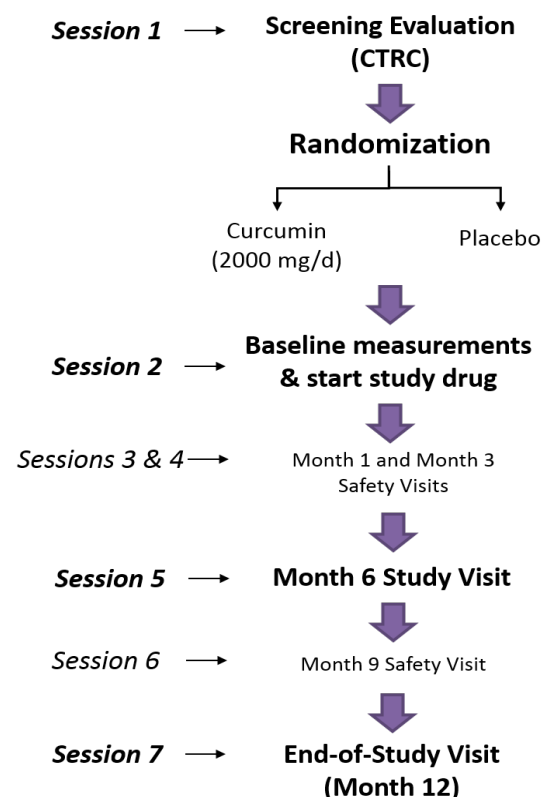 Session 1
Screening Evaluation
(CTRC)
Randomization
Curcumin
(2000 mg/d)
Placebo
Session 2
Baseline measurements
& start study drug
Sessions 3 & 4
Month 1 and Month 3
Safety Visits
Session 5
Month 6 Study Visit
Session 6
Month 9 Safety Visit
Session 7
End-of-Study Visit
(Month 12)